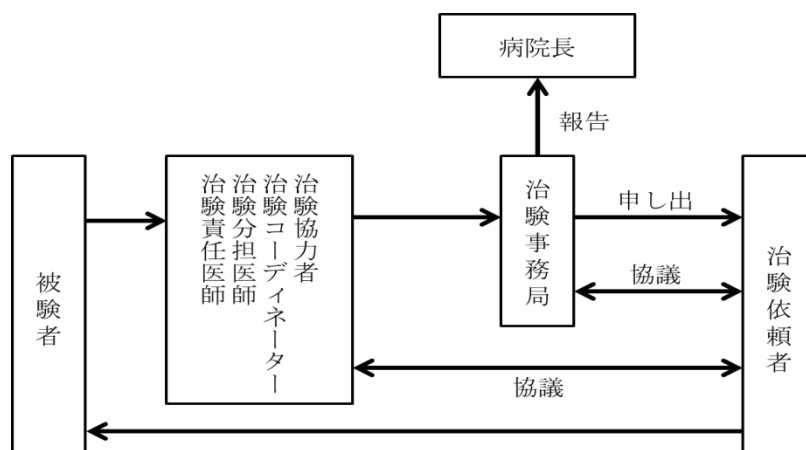 病院長
報告
被験者
治験責任医師
治験分担医師
治験コーディネーター
治験協力者
治験事務局
申し出
協議
協議
治験依頼者